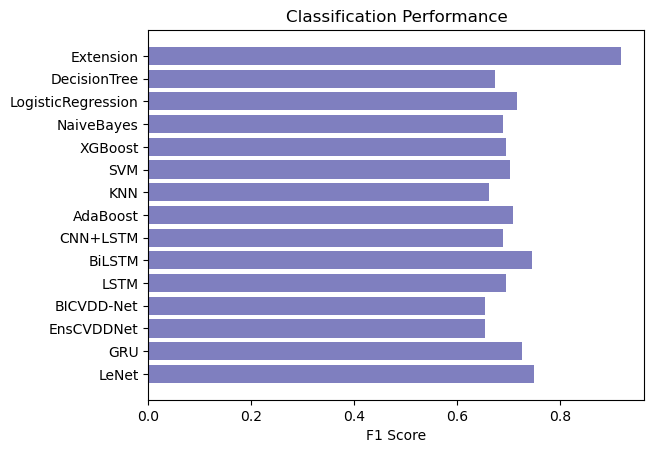 Classification Performance
Extension
DecisionTree
LogisticRegression
NaiveBayes
XGBoost
SVM
KNN
AdaBoost
CNN+LSTM
BiLSTM
LSTM
BICVDD-Net
EnsCVDDNet
GRU
LeNet
0.0 0.2 0.4 0.6 0.8
F1 Score